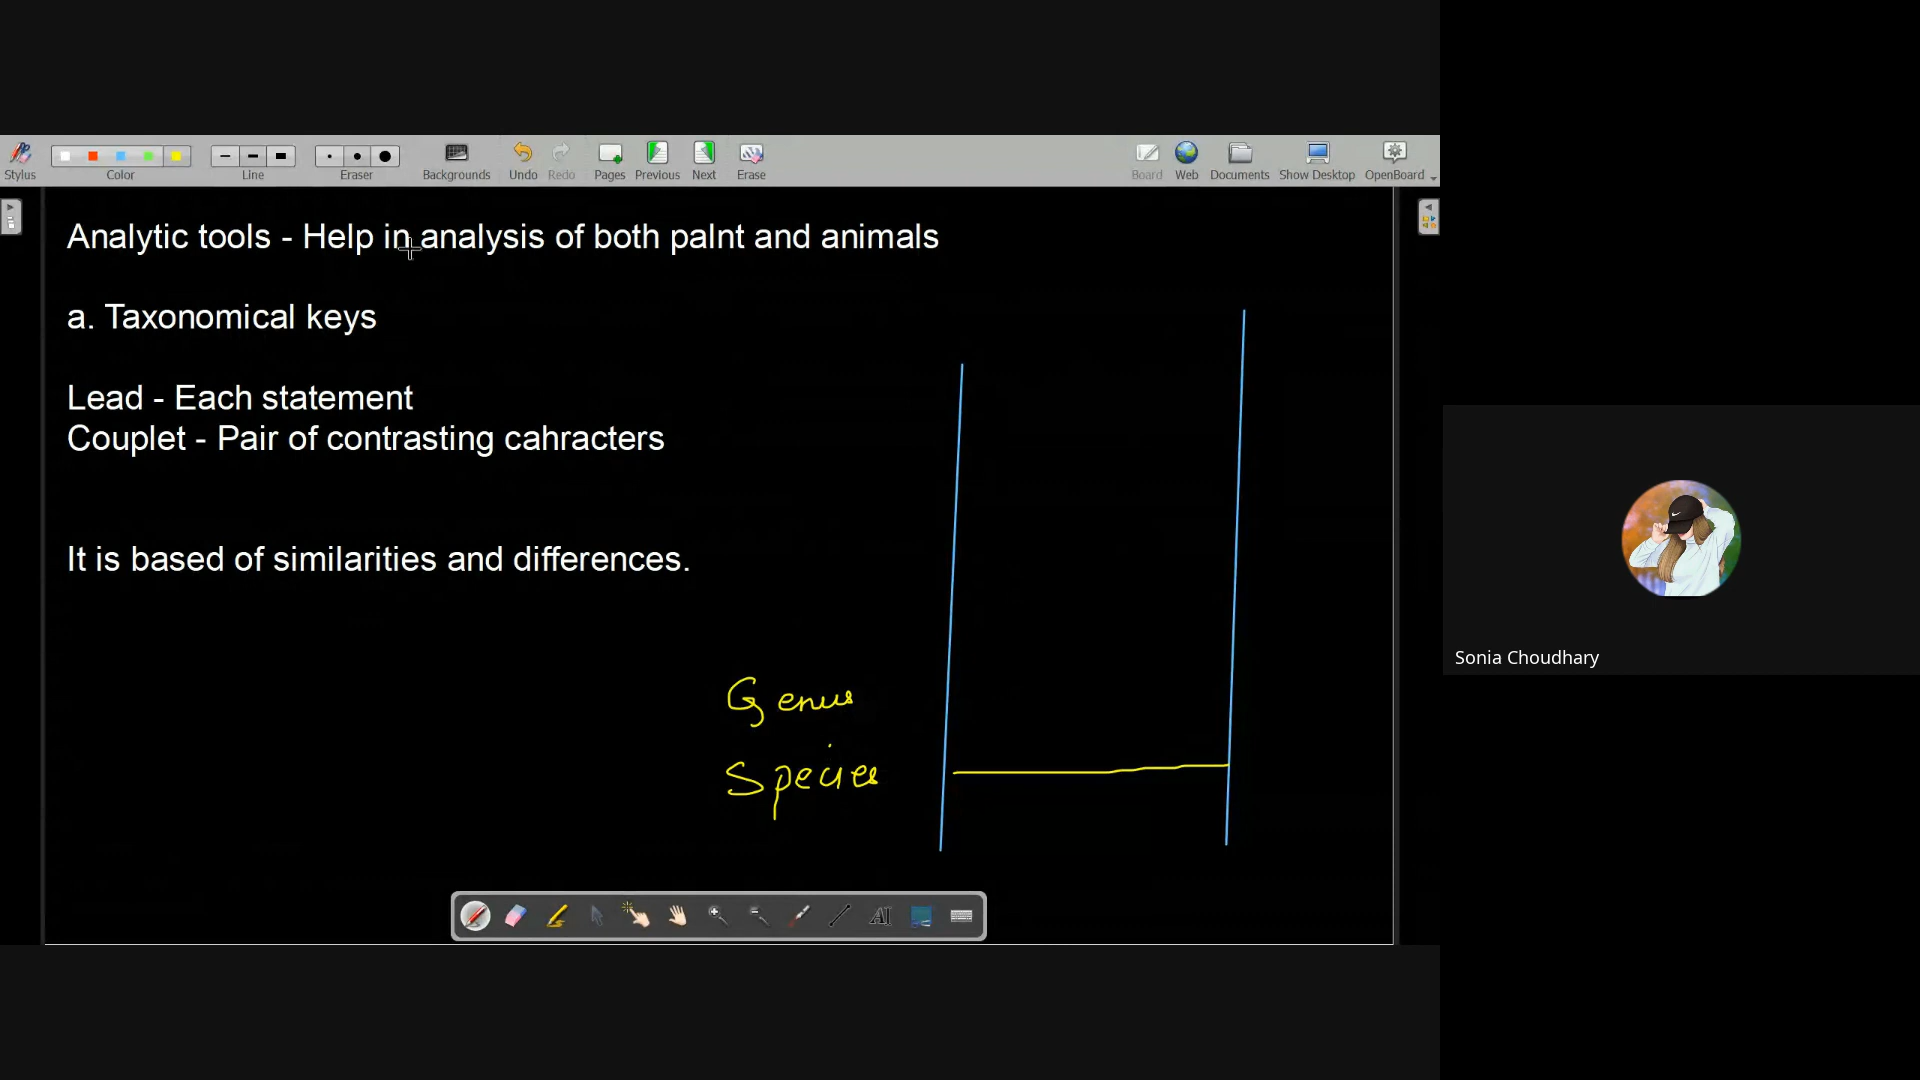 Stylus
Color
Line
Eraser
Backgrounds
Undo
Redo
Pages
Previous
Next
Erase
Board
Web
Documents
Show Desktop
OpenBoard
Analytic tools - Help in analysis of both palnt and animals
a. Taxonomical keys
Lead - Each statement
Couplet - Pair of contrasting cahracters
It is based of similarities and differences.
Genus
Species
Sonia Choudhary